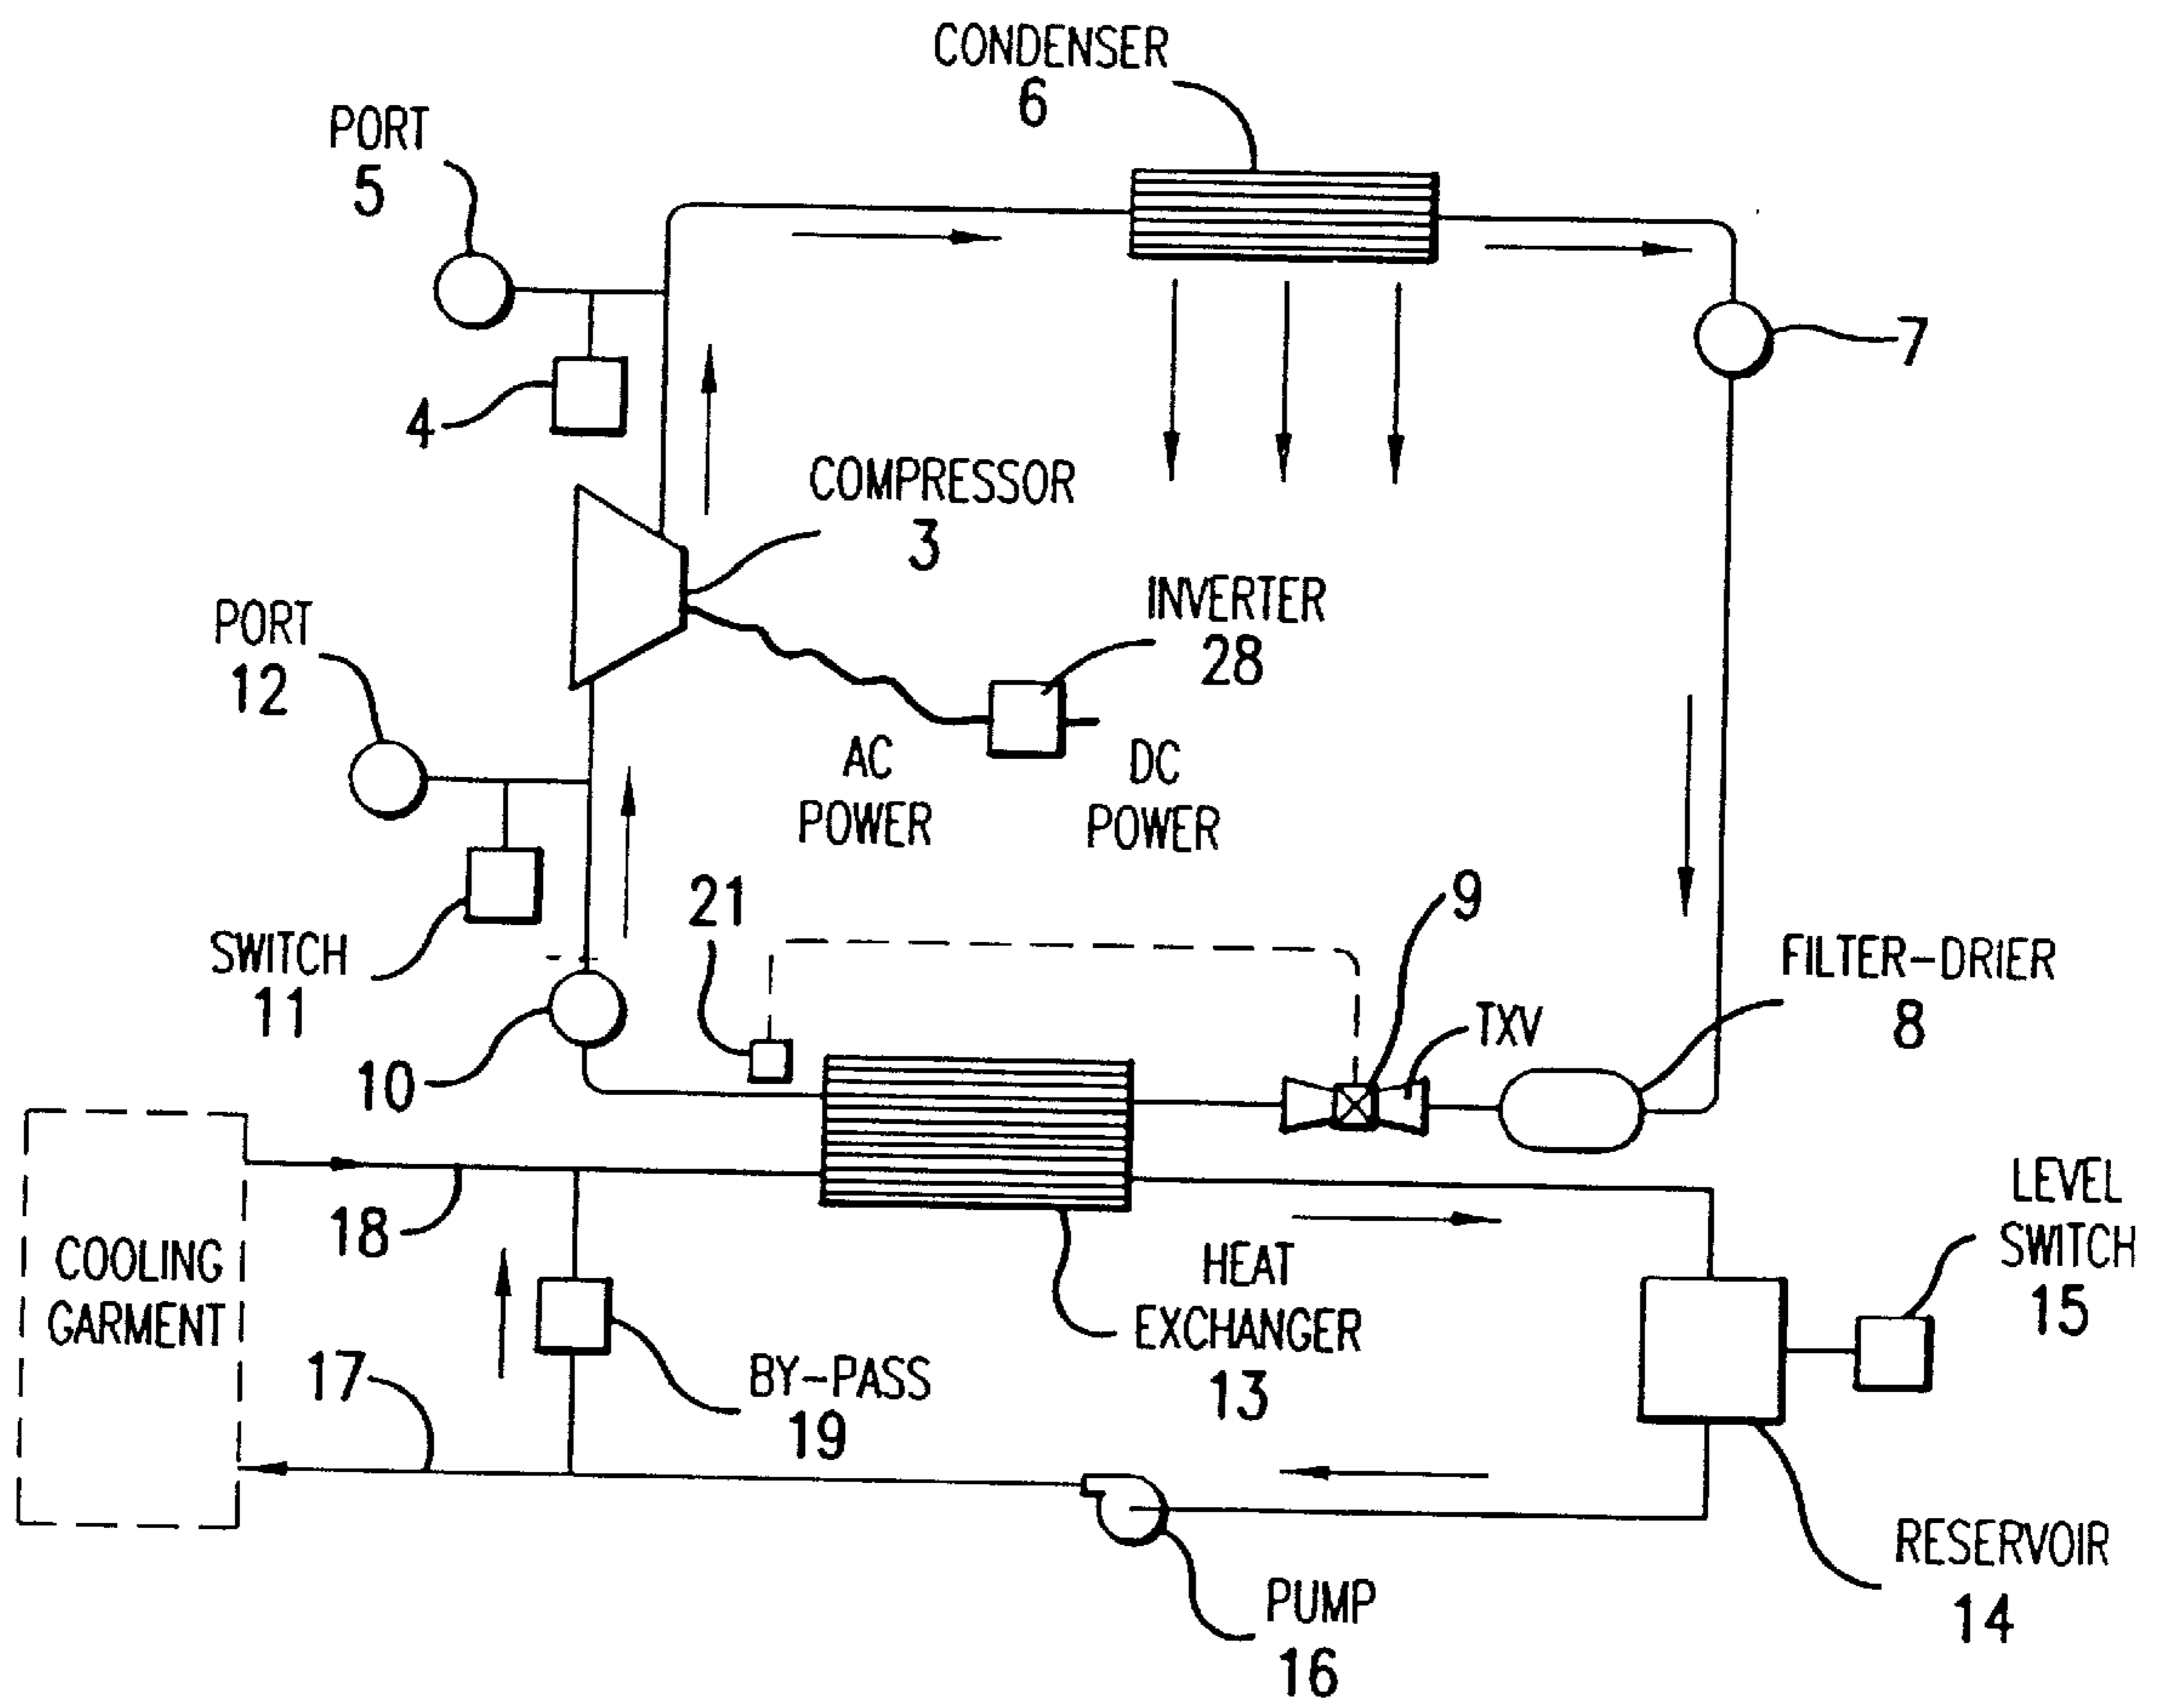 CONDENSER
6
PORT
5
7
4
COMPRESSOR
3
INVERTER
28
PORT
12
AC
POWER
DC
POWER
21
9
SWITCH
11
FILTER-DRIER
8
TXV
10
LEVEL
SWITCH
15
18
COOLING
GARMENT
HEAT
EXCHANGER
13
17
BY-PASS
19
RESERVOIR
14
PUMP
16